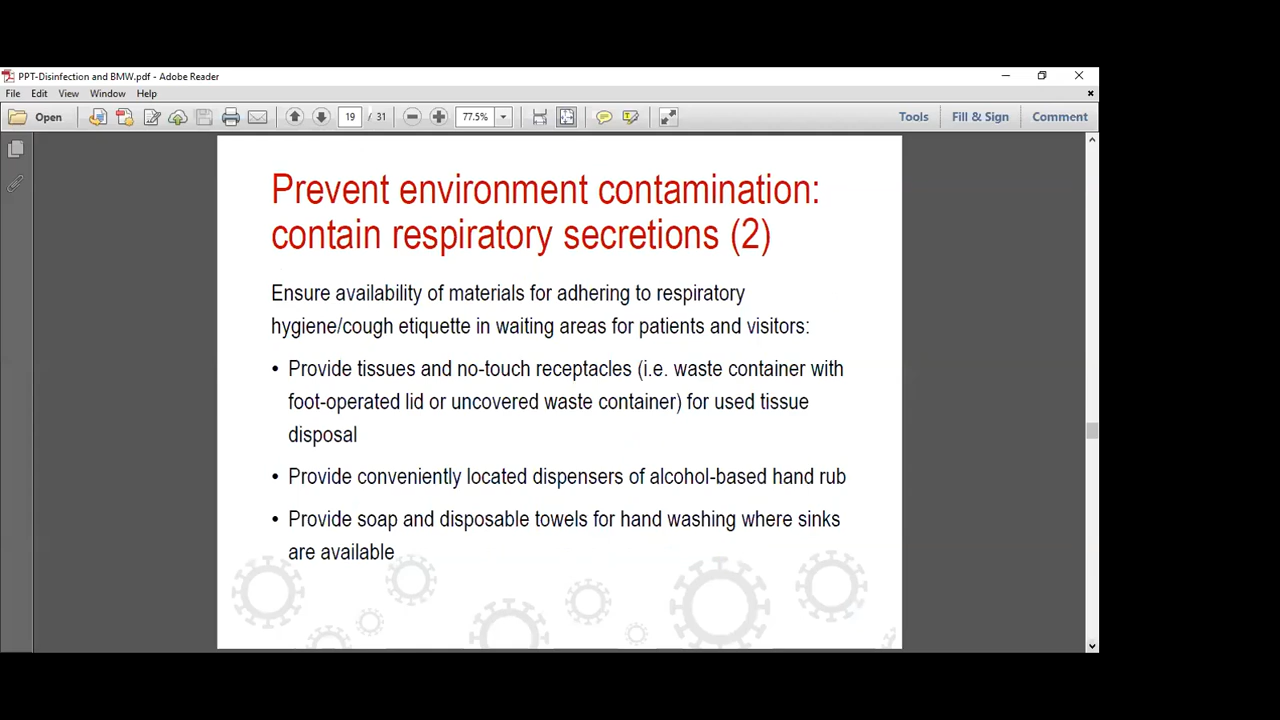 PPT-Disinfection and BMW.pdf - Adobe Reader
File Edit View Window Help
Open 19 / 31 77.5% Tools Fill & Sign Comment
Prevent environment contamination:
contain respiratory secretions (2)
Ensure availability of materials for adhering to respiratory
hygiene/cough etiquette in waiting areas for patients and visitors:
• Provide tissues and no-touch receptacles (i.e. waste container with
foot-operated lid or uncovered waste container) for used tissue
disposal
• Provide conveniently located dispensers of alcohol-based hand rub
• Provide soap and disposable towels for hand washing where sinks
are available